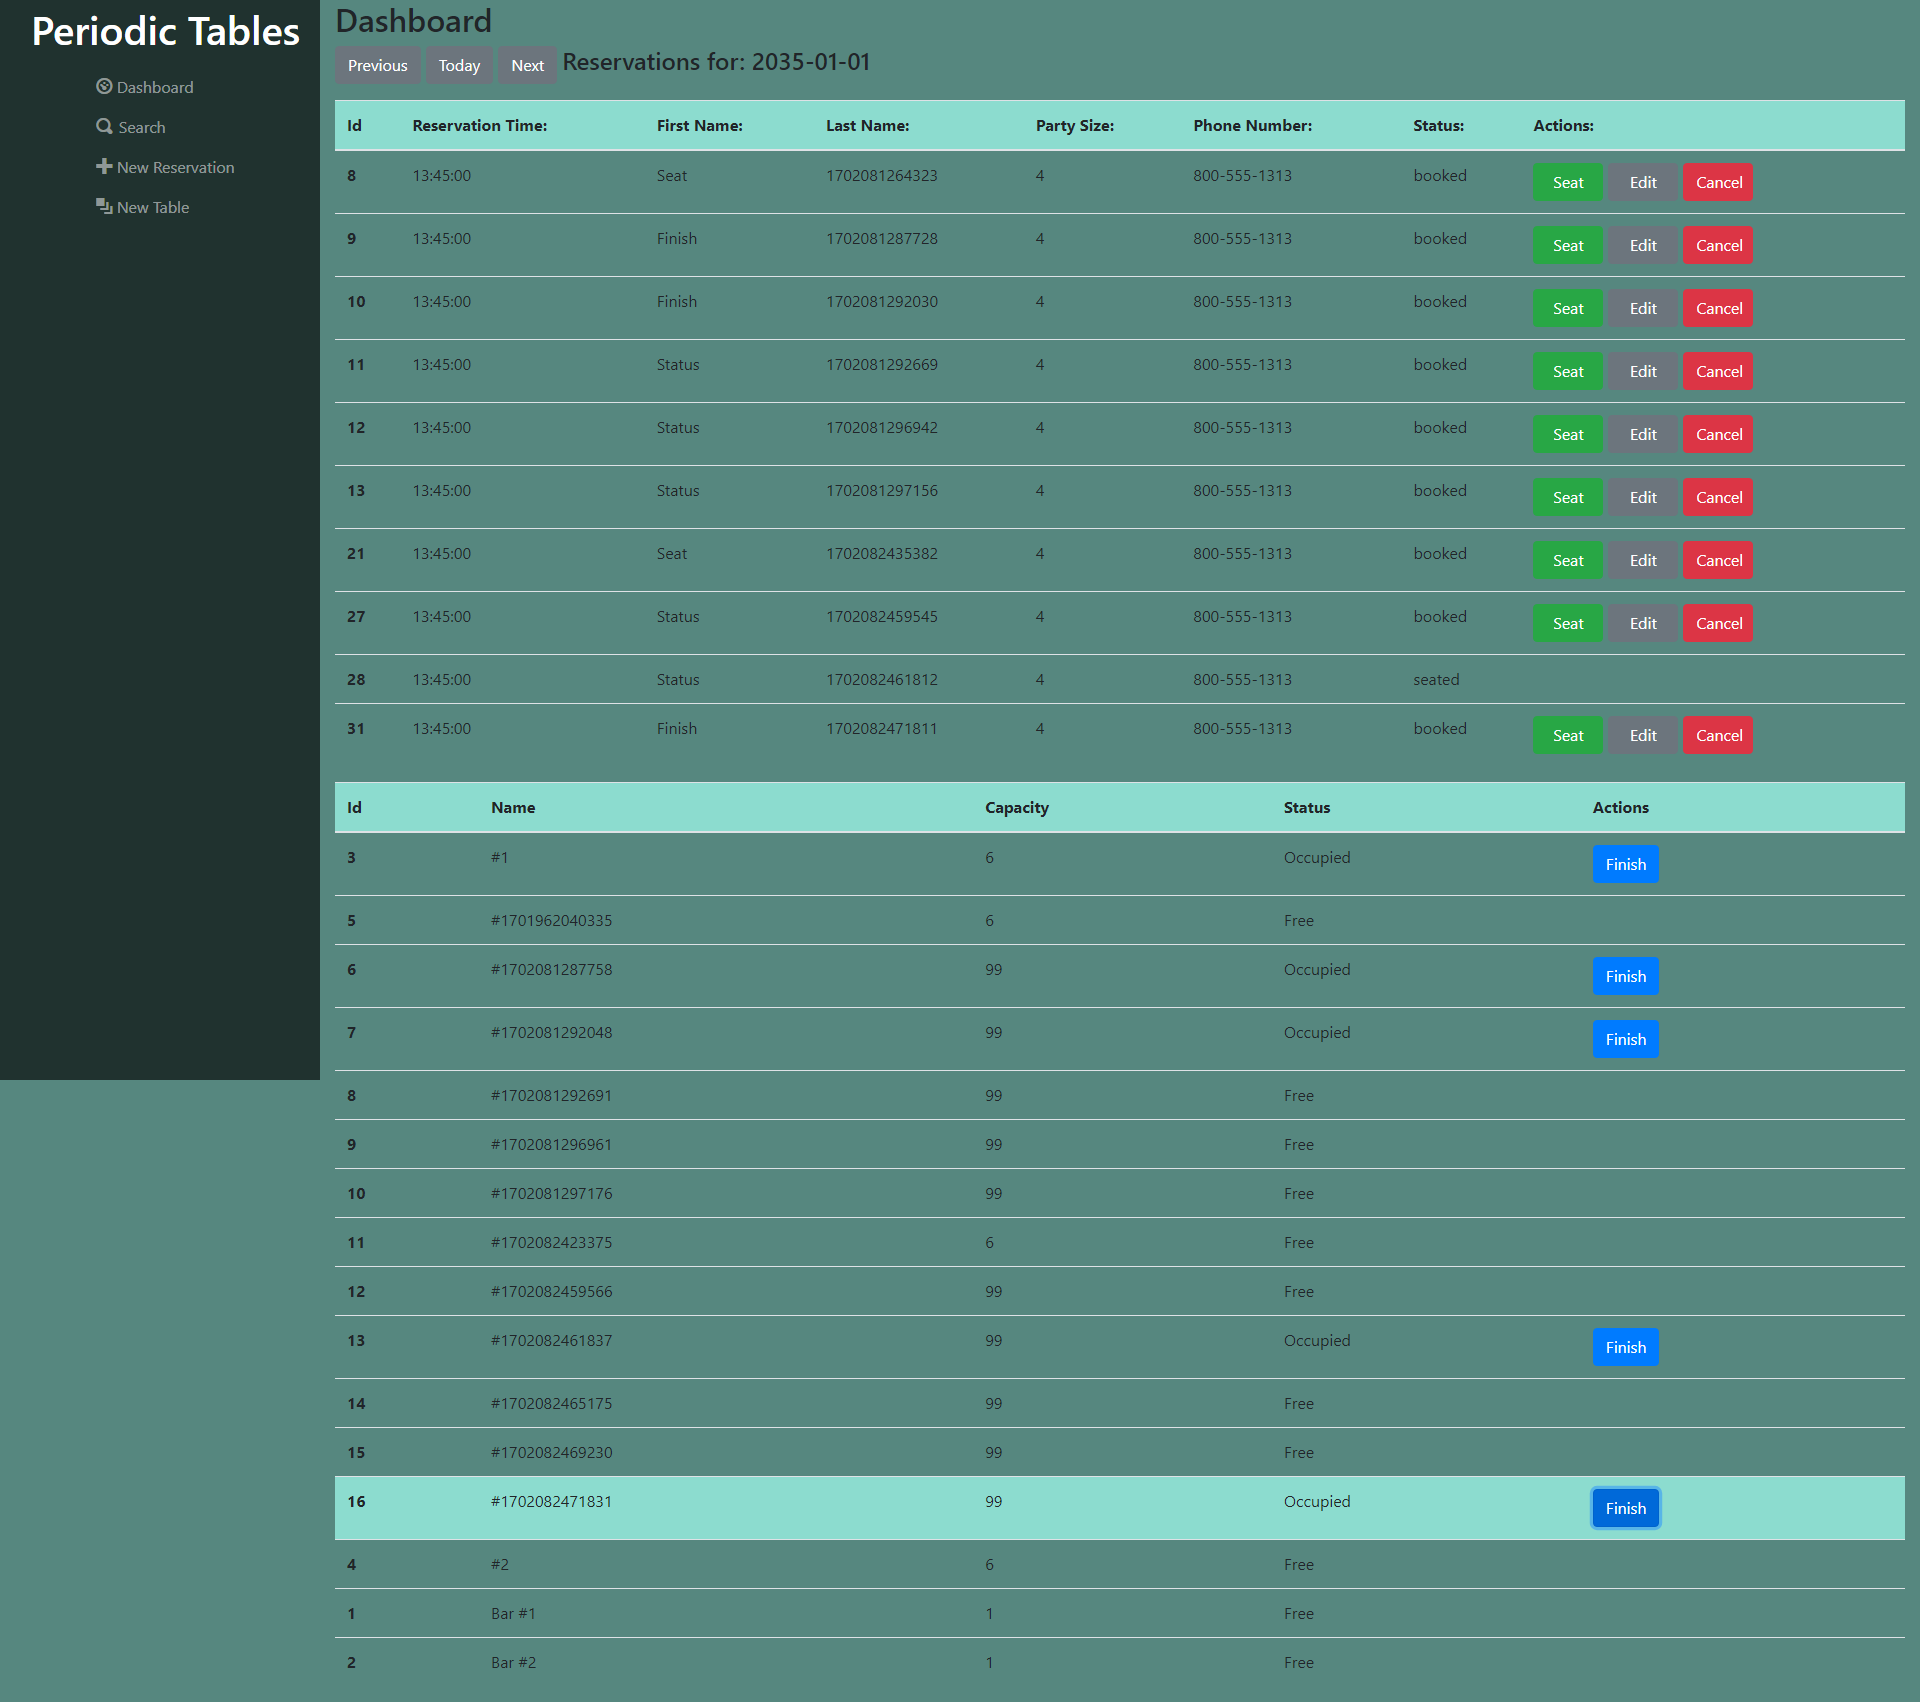 Periodic Tables
Dashboard
Search
New Reservation
New Table
Dashboard
Previous Today Next Reservations for: 2035-01-01
Id Reservation Time: First Name: Last Name: Party Size: Phone Number: Status: Actions:
8 13:45:00 Seat 1702081264323 4 800-555-1313 booked Seat Edit Cancel
9 13:45:00 Finish 1702081287728 4 800-555-1313 booked Seat Edit Cancel
10 13:45:00 Finish 1702081292030 4 800-555-1313 booked Seat Edit Cancel
11 13:45:00 Status 1702081292669 4 800-555-1313 booked Seat Edit Cancel
12 13:45:00 Status 1702081296942 4 800-555-1313 booked Seat Edit Cancel
13 13:45:00 Status 1702081297156 4 800-555-1313 booked Seat Edit Cancel
21 13:45:00 Seat 1702082435382 4 800-555-1313 booked Seat Edit Cancel
27 13:45:00 Status 1702082459545 4 800-555-1313 booked Seat Edit Cancel
28 13:45:00 Status 1702082461812 4 800-555-1313 seated
31 13:45:00 Finish 1702082471811 4 800-555-1313 booked Seat Edit Cancel
Id Name Capacity Status Actions
3 #1 6 Occupied Finish
5 #1701962040335 6 Free
6 #1702081287758 99 Occupied Finish
7 #1702081292048 99 Occupied Finish
8 #1702081292691 99 Free
9 #1702081296961 99 Free
10 #1702081297176 99 Free
11 #1702082423375 6 Free
12 #1702082459566 99 Free
13 #1702082461837 99 Occupied Finish
14 #1702082465175 99 Free
15 #1702082469230 99 Free
16 #1702082471831 99 Occupied Finish
4 #2 6 Free
1 Bar #1 1 Free
2 Bar #2 1 Free